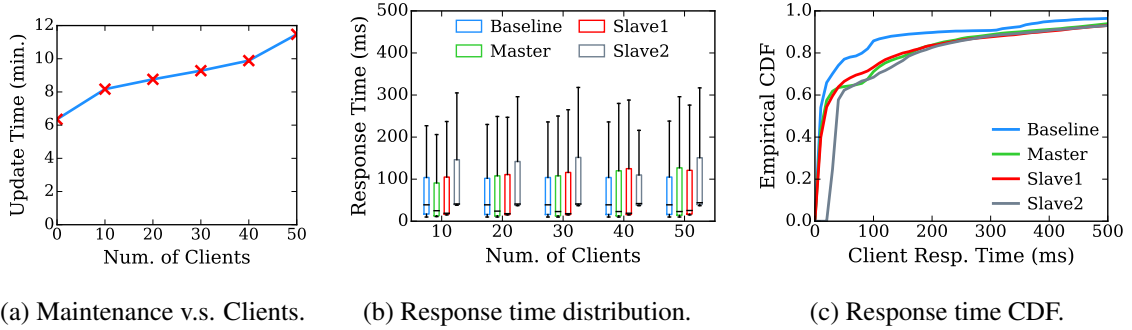 12
10
8
6
4
2
0
Update Time (min.)
0 10 20 30 40 50
Num. of Clients
(a) Maintenance v.s. Clients.
500
400
300
200
100
0
Response Time (ms)
Baseline Slave1
Master Slave2
10 20 30 40 50
Num. of Clients
(b) Response time distribution.
1.0
0.8
0.6
0.4
0.2
0.0
Empirical CDF
Baseline
Master
Slave1
Slave2
0 100 200 300 400 500
Client Resp. Time (ms)
(c) Response time CDF.